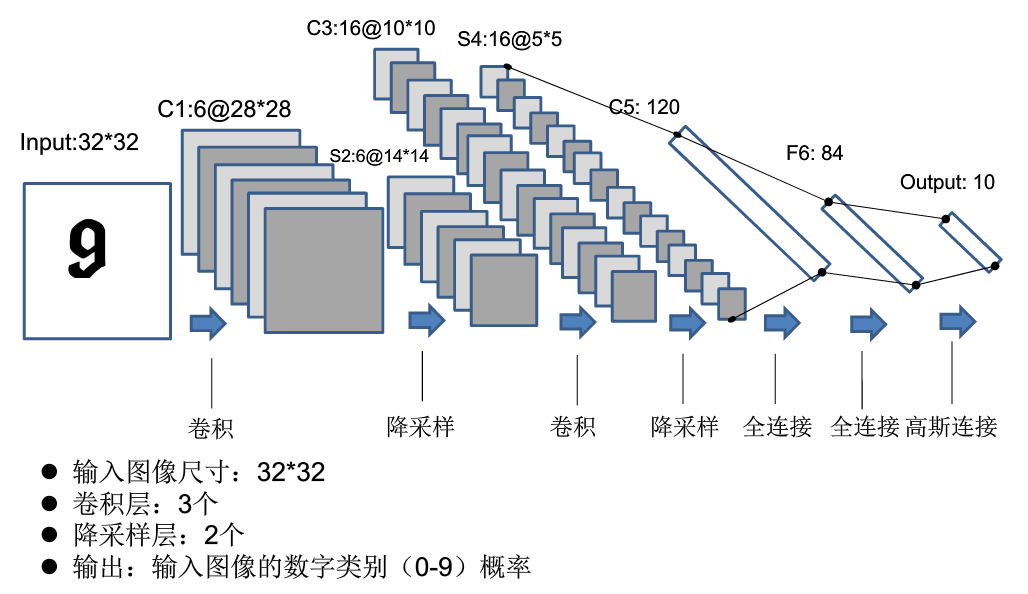 C3:16@10*10
S4:16@5*5
C1:6@28*28
C5: 120
Input:32*32
S2:6@14*14
F6: 84
Output: 10
9
卷积
降采样
卷积
降采样
全连接
全连接
高斯连接
● 输入图像尺寸：32*32
● 卷积层：3个
● 降采样层：2个
● 输出：输入图像的数字类别（0-9）概率